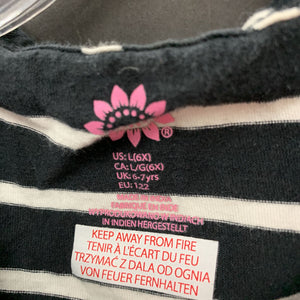 US: L(6X)
CA: L/G(6X)
UK: 6-7yrs
EU: 122
MADE IN INDIA
FABRIQUÉ EN INDE
IN INDIEN HERGESTELLT
KEEP AWAY FROM FIRE
TENIR À L'ÉCART DU FEU
TRZYMAĆ Z DALA OD OGNIA
VON FEUER FERNHALTEN